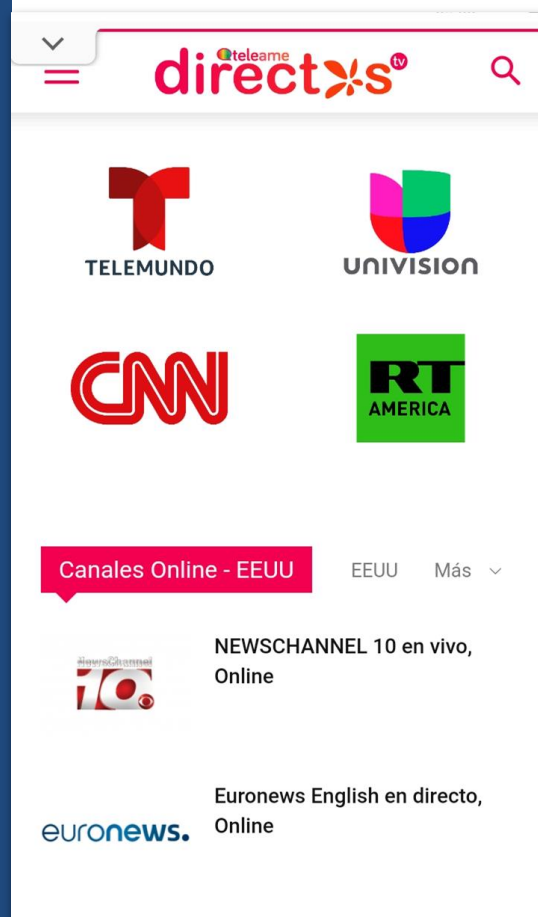 teleame
directos tv
TELEMUNDO
UNIVISION
CNN
RT
AMERICA
Canales Online - EEUU
EEUU
Más
NEWSCHANNEL 10 en vivo,
Online
NewsChannel
10
Euronews English en directo,
Online
euronews.